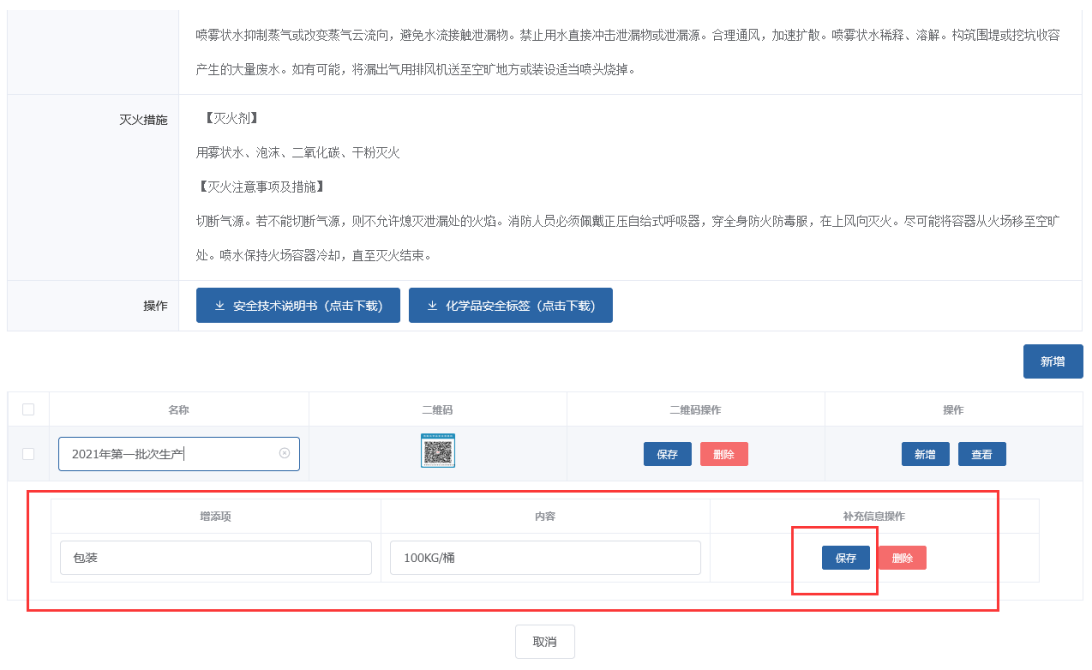 喷雾状水抑制蒸气或改变蒸气云流向，避免水流接触泄漏物。禁止用水直接冲击泄漏物或泄漏源。合理通风，加速扩散。喷雾状水稀释、溶解。构筑围堤或挖坑收容
产生的大量废水。如有可能，将漏出气用排风机送至空旷地方或装设适当喷头烧掉。
灭火措施
【灭火剂】
用雾状水、泡沫、二氧化碳、干粉灭火
【灭火注意事项及措施】
切断气源。若不能切断气源，则不允许熄灭泄漏处的火焰。消防人员必须佩戴正压自给式呼吸器，穿全身防火防毒服，在上风向灭火。尽可能将容器从火场移至空旷
处。喷水保持火场容器冷却，直至灭火结束。
操作 安全技术说明书（点击下载） 化学品安全标签（点击下载）
新增
名称 二维码 二维码操作 操作
2021年第一批次生产 保存 删除 新增 查看
增添项 内容 补充信息操作
包装 100KG/桶 保存 删除
取消